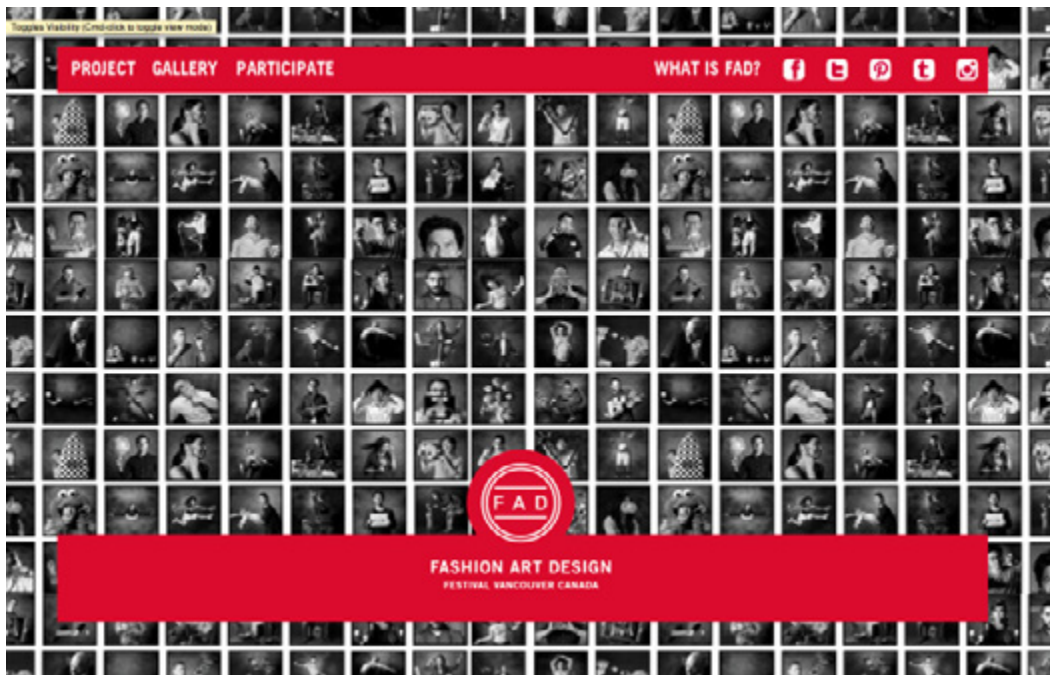 Toggles Visibility (Cmd-click to toggle view mode)
PROJECT GALLERY PARTICIPATE WHAT IS FAD?
FAD
FASHION ART DESIGN
FESTIVAL VANCOUVER CANADA